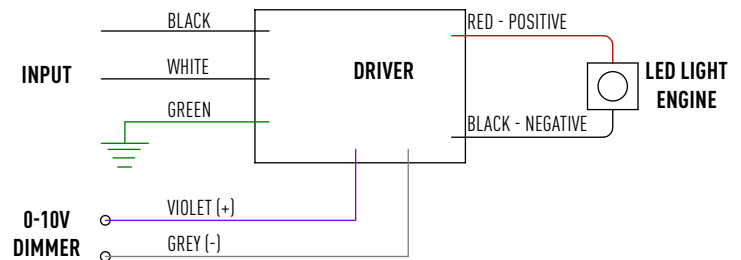 BLACK
RED - POSITIVE
INPUT
WHITE
DRIVER
LED LIGHT
ENGINE
GREEN
BLACK - NEGATIVE
0-10V
DIMMER
VIOLET (+)
GREY (-)